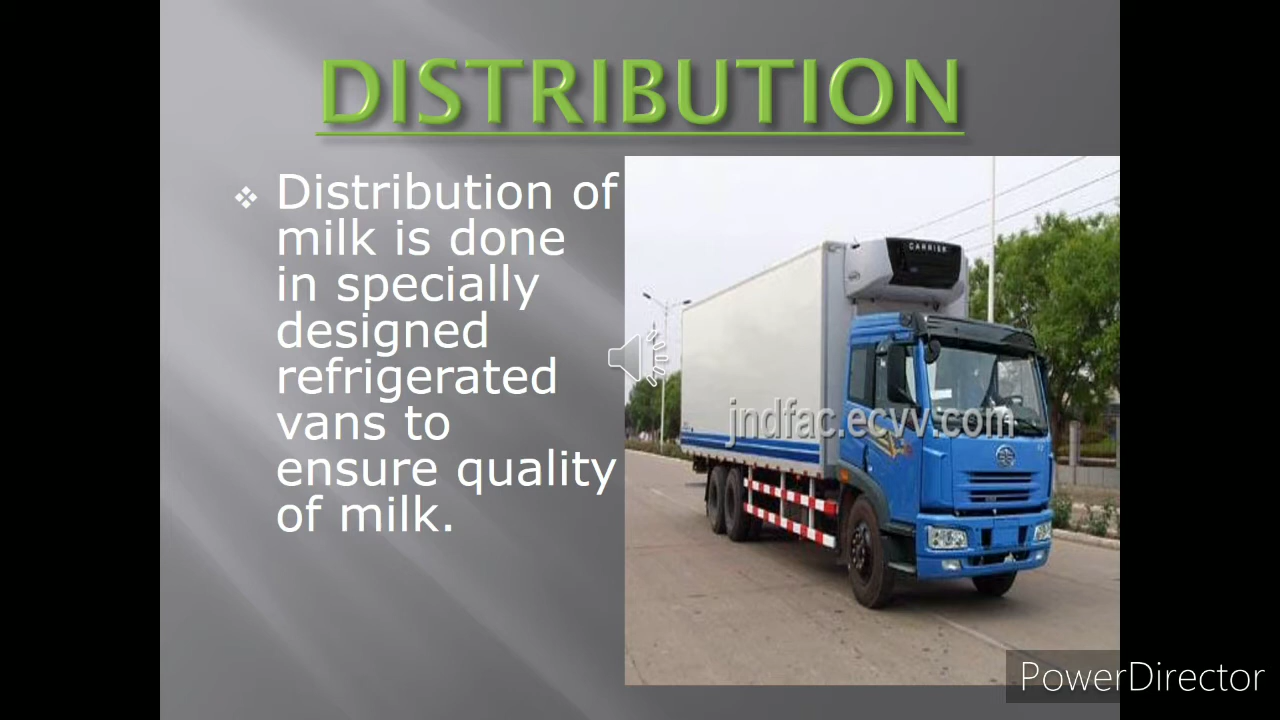 DISTRIBUTION
❖ Distribution of
milk is done
in specially
designed
refrigerated
vans to
ensure quality
of milk.
CARRIER
jndfac.ecvv.com
PowerDirector